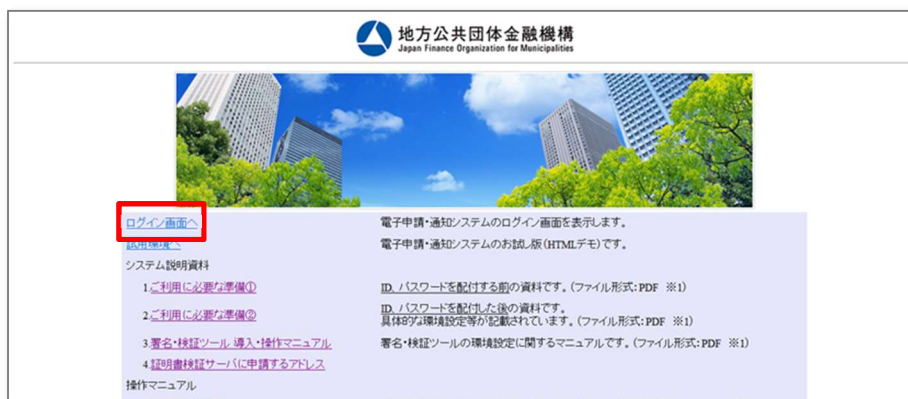 地方公共団体金融機構
Japan Finance Organization for Municipalities
ログイン画面へ 電子申請・通知システムのログイン画面を表示します。
試用環境へ 電子申請・通知システムのお試し版(HTMLデモ)です。
システム説明資料
1.ご利用に必要な準備① ID、パスワードを配付する前の資料です。(ファイル形式:PDF ※1)
2.ご利用に必要な準備② ID、パスワードを配付した後の資料です。
具体的な環境設定等が記載されています。(ファイル形式:PDF ※1)
3.署名・検証ツール 導入・操作マニュアル 署名・検証ツールの環境設定に関するマニュアルです。(ファイル形式:PDF ※1)
4.証明書検証サーバに申請するアドレス
操作マニュアル